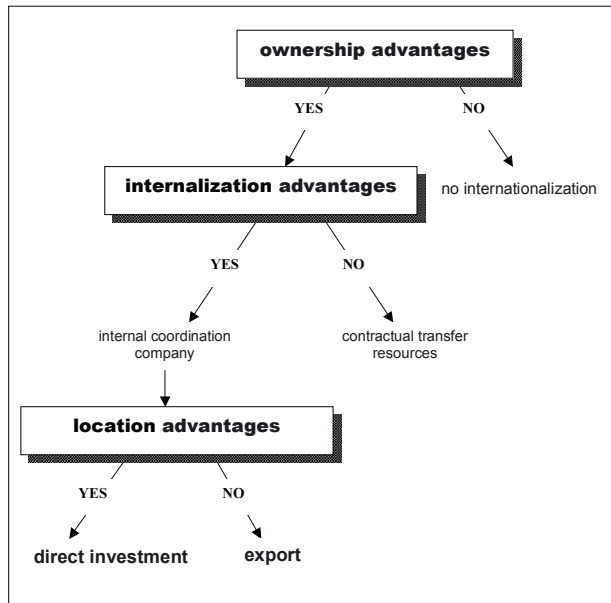 ownership advantages
YES
NO
internalization advantages
no internationalization
YES
NO
internal coordination
company
contractual transfer
resources
location advantages
YES
NO
direct investment
export